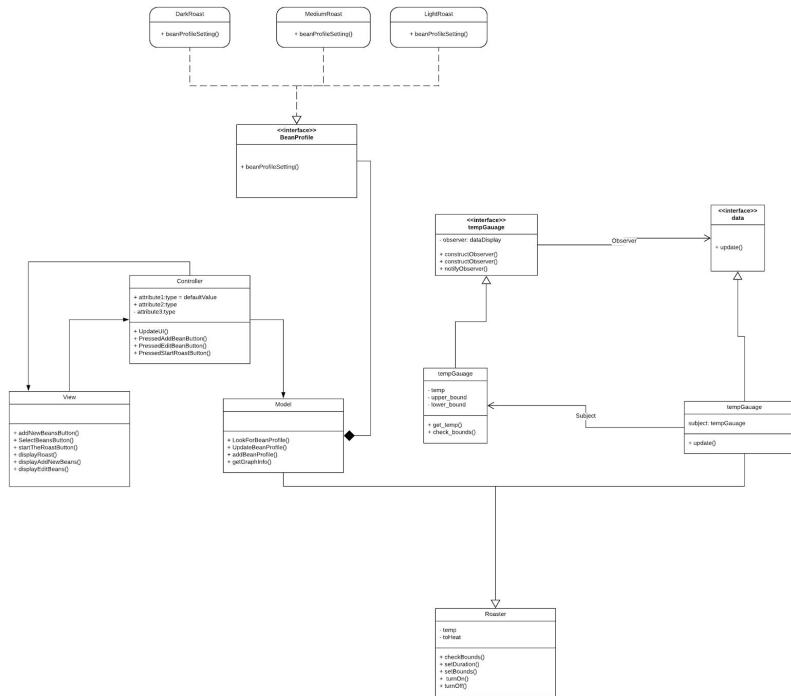 DarkRoast
+ beanProfileSetting()
MediumRoast
+ beanProfileSetting()
LightRoast
+ beanProfileSetting()
<<interface>>
BeanProfile
+ beanProfileSetting()
<<interface>>
tempGauage
- observer: dataDisplay
+ constructObserver()
+ constructObserver()
+ notifyObserver()
Observer
<<interface>>
data
+ update()
Controller
+ attribute1:type = defaultValue
+ attribute2:type
- attribute3:type
+ UpdateUI()
+ PressedAddBeanButton()
+ PressedEditBeanButton()
+ PressedStartRoastButton()
View
+ addNewBeansButton()
+ SelectBeansButton()
+ startTheRoastButton()
+ displayRoast()
+ displayAddNewBeans()
+ displayEditBeans()
Model
+ LookForBeanProfile()
+ UpdateBeanProfile()
+ addBeanProfile()
+ getGraphInfo()
tempGauage
- temp
- upper_bound
- lower_bound
+ get_temp()
+ check_bounds()
Subject
tempGauage
subject: tempGauage
+ update()
Roaster
- temp
- toHeat
+ checkBounds()
+ setDuration()
+ setBounds()
+ turnOn()
+ turnOff()